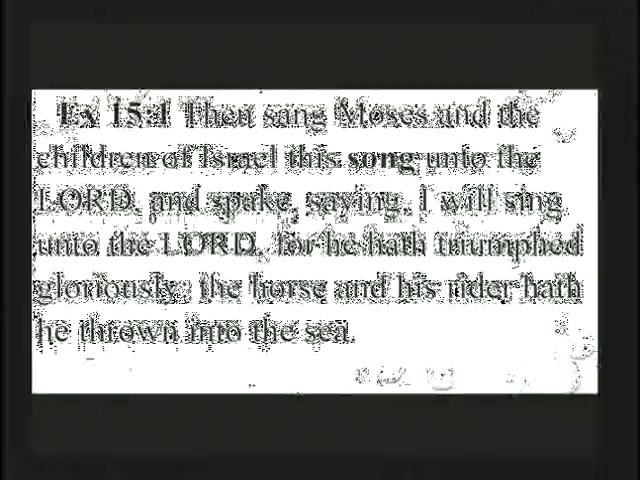 Ex 15:1 Then sang Moses and the
children of Israel this song unto the
LORD, and spake, saying, I will sing
unto the LORD, for he hath triumphed
gloriously: the horse and his rider hath
he thrown into the sea.